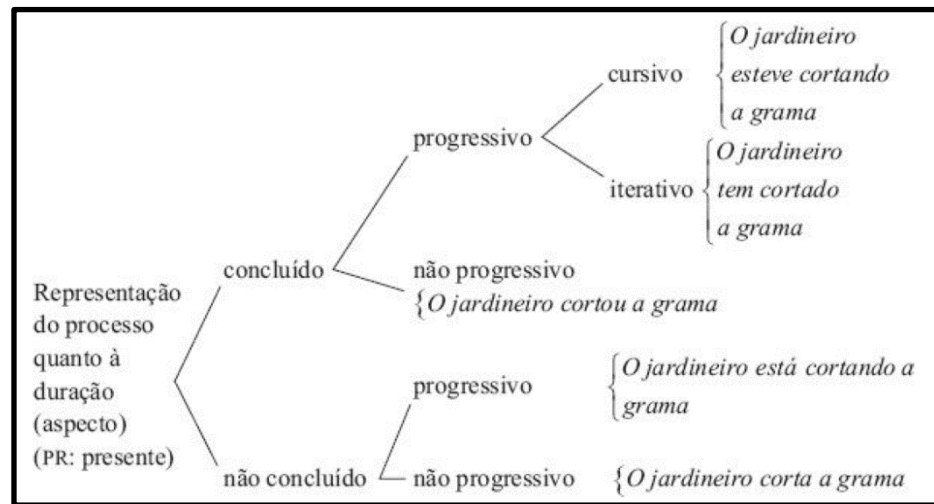 O jardineiro
cursivo
esteve cortando
a grama
progressivo
O jardineiro
iterativo
tem cortado
a grama
concluído
não progressivo
O jardineiro cortou a grama
Representação
do processo
quanto à
duração
(aspecto)
(PR: presente)
progressivo
O jardineiro está cortando a
grama
não concluído
não progressivo
O jardineiro corta a grama